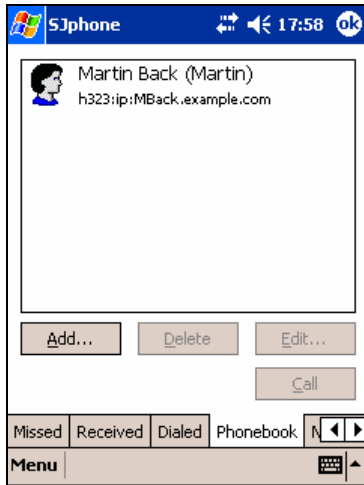 SJphone 17:58 ok
Martin Back (Martin)
h323:ip:MBack.example.com
Add... Delete Edit...
Call
Missed Received Dialed Phonebook
Menu